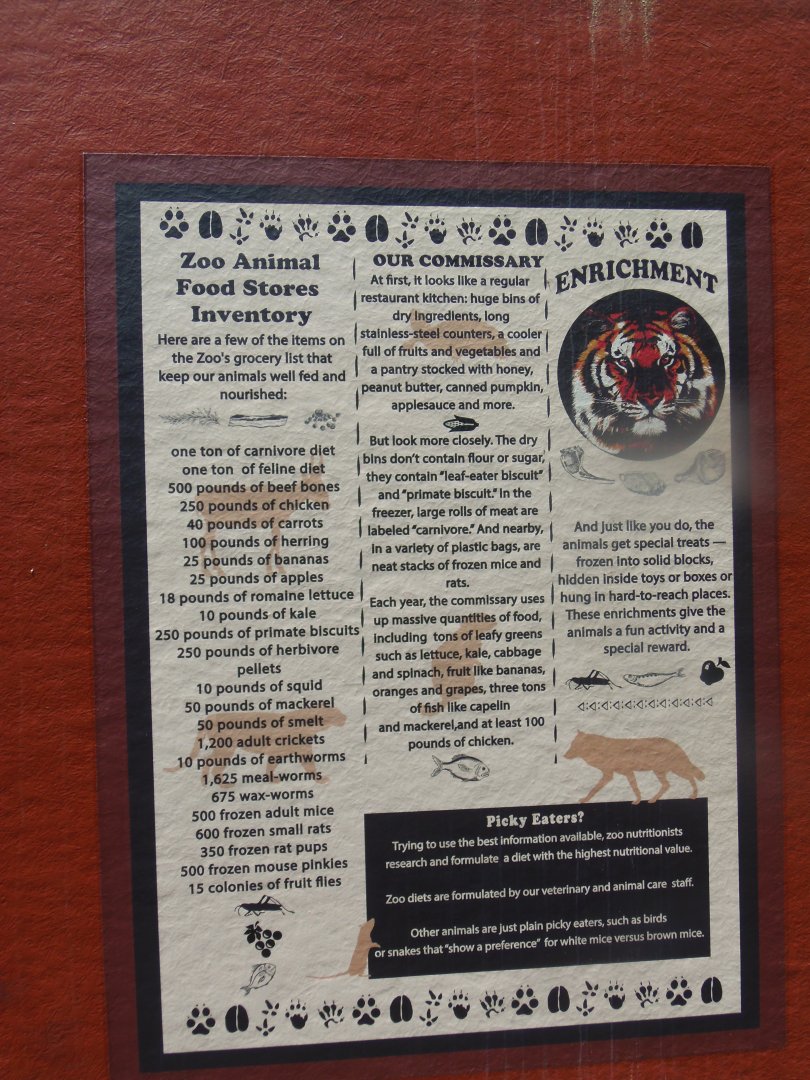 Zoo Animal
Food Stores
Inventory
Here are a few of the items on
the Zoo's grocery list that
keep our animals well fed and
nourished:
one ton of carnivore diet
one ton of feline diet
500 pounds of beef bones
250 pounds of chicken
40 pounds of carrots
100 pounds of herring
25 pounds of bananas
25 pounds of apples
18 pounds of romaine lettuce
10 pounds of kale
250 pounds of primate biscuits
250 pounds of herbivore
pellets
10 pounds of squid
50 pounds of mackerel
50 pounds of smelt
1,200 adult crickets
10 pounds of earthworms
1,625 meal-worms
675 wax-worms
500 frozen adult mice
600 frozen small rats
350 frozen rat pups
500 frozen mouse pinkies
15 colonies of fruit flies
OUR COMMISSARY
At first, it looks like a regular
restaurant kitchen: huge bins of
dry ingredients, long
stainless-steel counters, a cooler
full of fruits and vegetables and
a pantry stocked with honey,
peanut butter, canned pumpkin,
applesauce and more.
But look more closely. The dry
bins don't contain flour or sugar,
they contain "leaf-eater biscuit"
and "primate biscuit." In the
freezer, large rolls of meat are
labeled "carnivore." And nearby,
in a variety of plastic bags, are
neat stacks of frozen mice and
rats.
Each year, the commissary uses
up massive quantities of food,
including tons of leafy greens
such as lettuce, kale, cabbage
and spinach, fruit like bananas,
oranges and grapes, three tons
of fish like capelin
and mackerel,and at least 100
pounds of chicken.
ENRICHMENT
And just like you do, the
animals get special treats —
frozen into solid blocks,
hidden inside toys or boxes or
hung in hard-to-reach places.
These enrichments give the
animals a fun activity and a
special reward.
Picky Eaters?
Trying to use the best information available, zoo nutritionists
research and formulate a diet with the highest nutritional value.
Zoo diets are formulated by our veterinary and animal care staff.
Other animals are just plain picky eaters, such as birds
or snakes that "show a preference" for white mice versus brown mice.